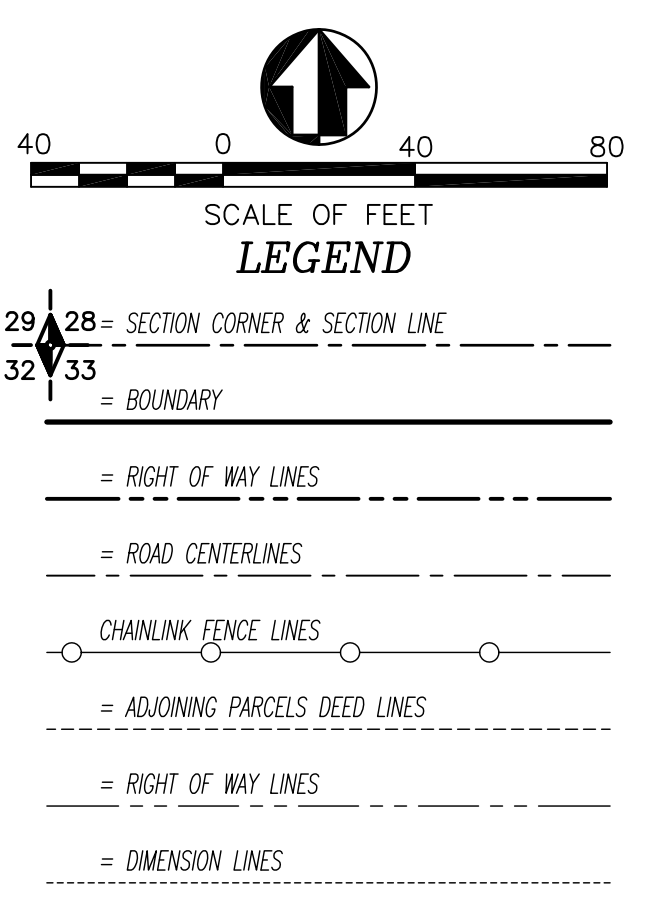 40 0 40 80
SCALE OF FEET
LEGEND
29 28 = SECTION CORNER & SECTION LINE
32 33
= BOUNDARY
= RIGHT OF WAY LINES
= ROAD CENTERLINES
CHAINLINK FENCE LINES
= ADJOINING PARCELS DEED LINES
= RIGHT OF WAY LINES
= DIMENSION LINES